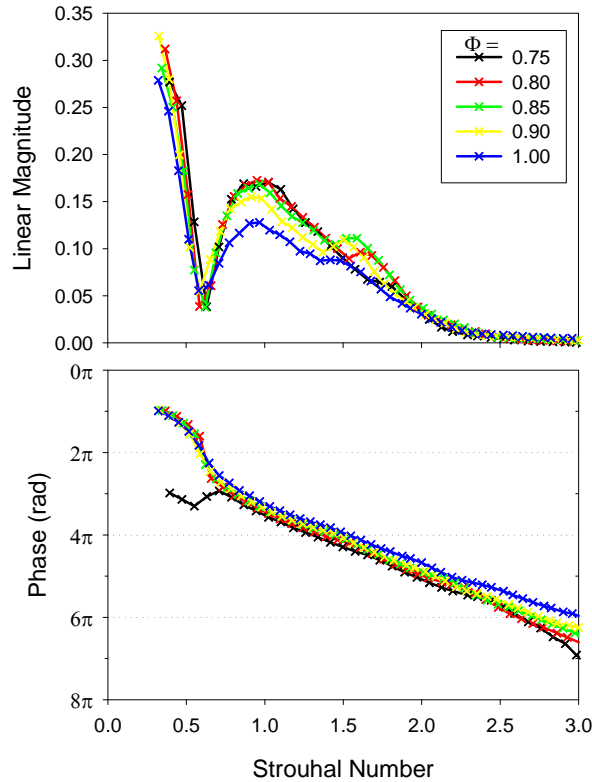 0.35
0.30
0.25
0.20
0.15
0.10
0.05
0.00
Linear Magnitude
Φ =
0.75
0.80
0.85
0.90
1.00
0π
2π
4π
6π
8π
Phase (rad)
0.0 0.5 1.0 1.5 2.0 2.5 3.0
Strouhal Number